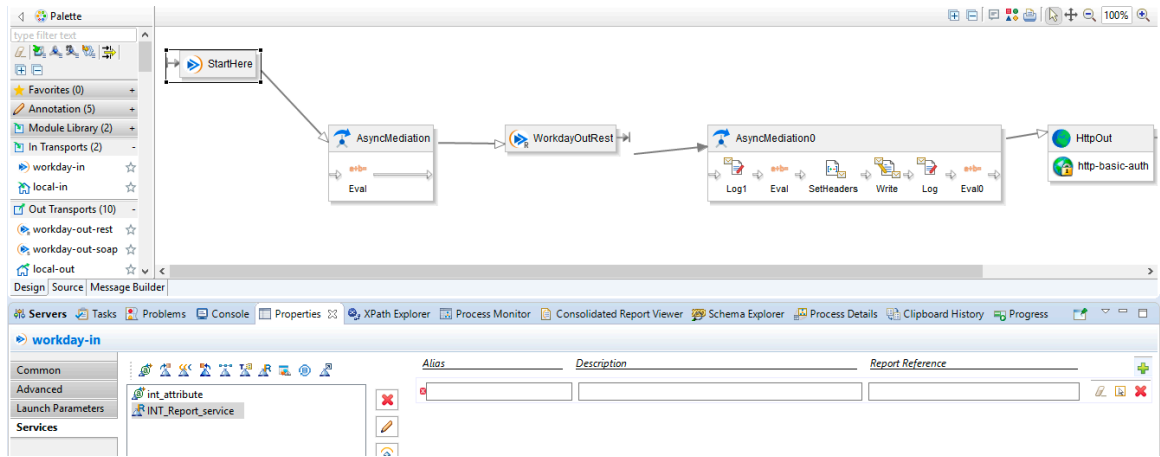 Palette
100%
type filter text
StartHere
Favorites (0) +
Annotation (5) +
Module Library (2) +
In Transports (2) -
workday-in
local-in
Out Transports (10) -
workday-out-rest
workday-out-soap
local-out
AsyncMediation
Eval
WorkdayOutRest
AsyncMediation0
Log1 Eval SetHeaders Write Log Eval0
HttpOut
http-basic-auth
Design Source Message Builder
Servers Tasks Problems Console Properties XPath Explorer Process Monitor Consolidated Report Viewer Schema Explorer Process Details Clipboard History Progress
workday-in
Common
Advanced
Launch Parameters
Services
int_attribute
INT_Report_service
Alias Description Report Reference